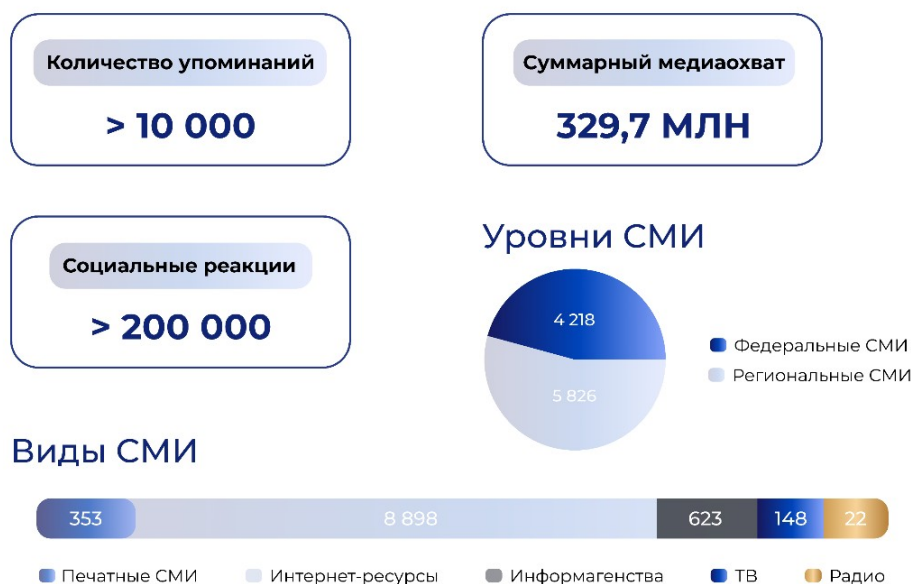 Количество упоминаний
> 10 000
Суммарный медиаохват
329,7 МЛН
Социальные реакции
> 200 000
Уровни СМИ
4 218
5 826
Федеральные СМИ
Региональные СМИ
Виды СМИ
353
8 898
623
148
22
Печатные СМИ
Интернет-ресурсы
Информагенства
ТВ
Радио